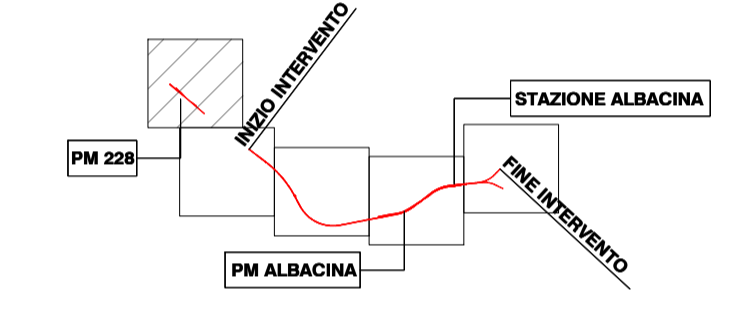 INIZIO INTERVENTO
STAZIONE ALBACINA
PM 228
FINE INTERVENTO
PM ALBACINA